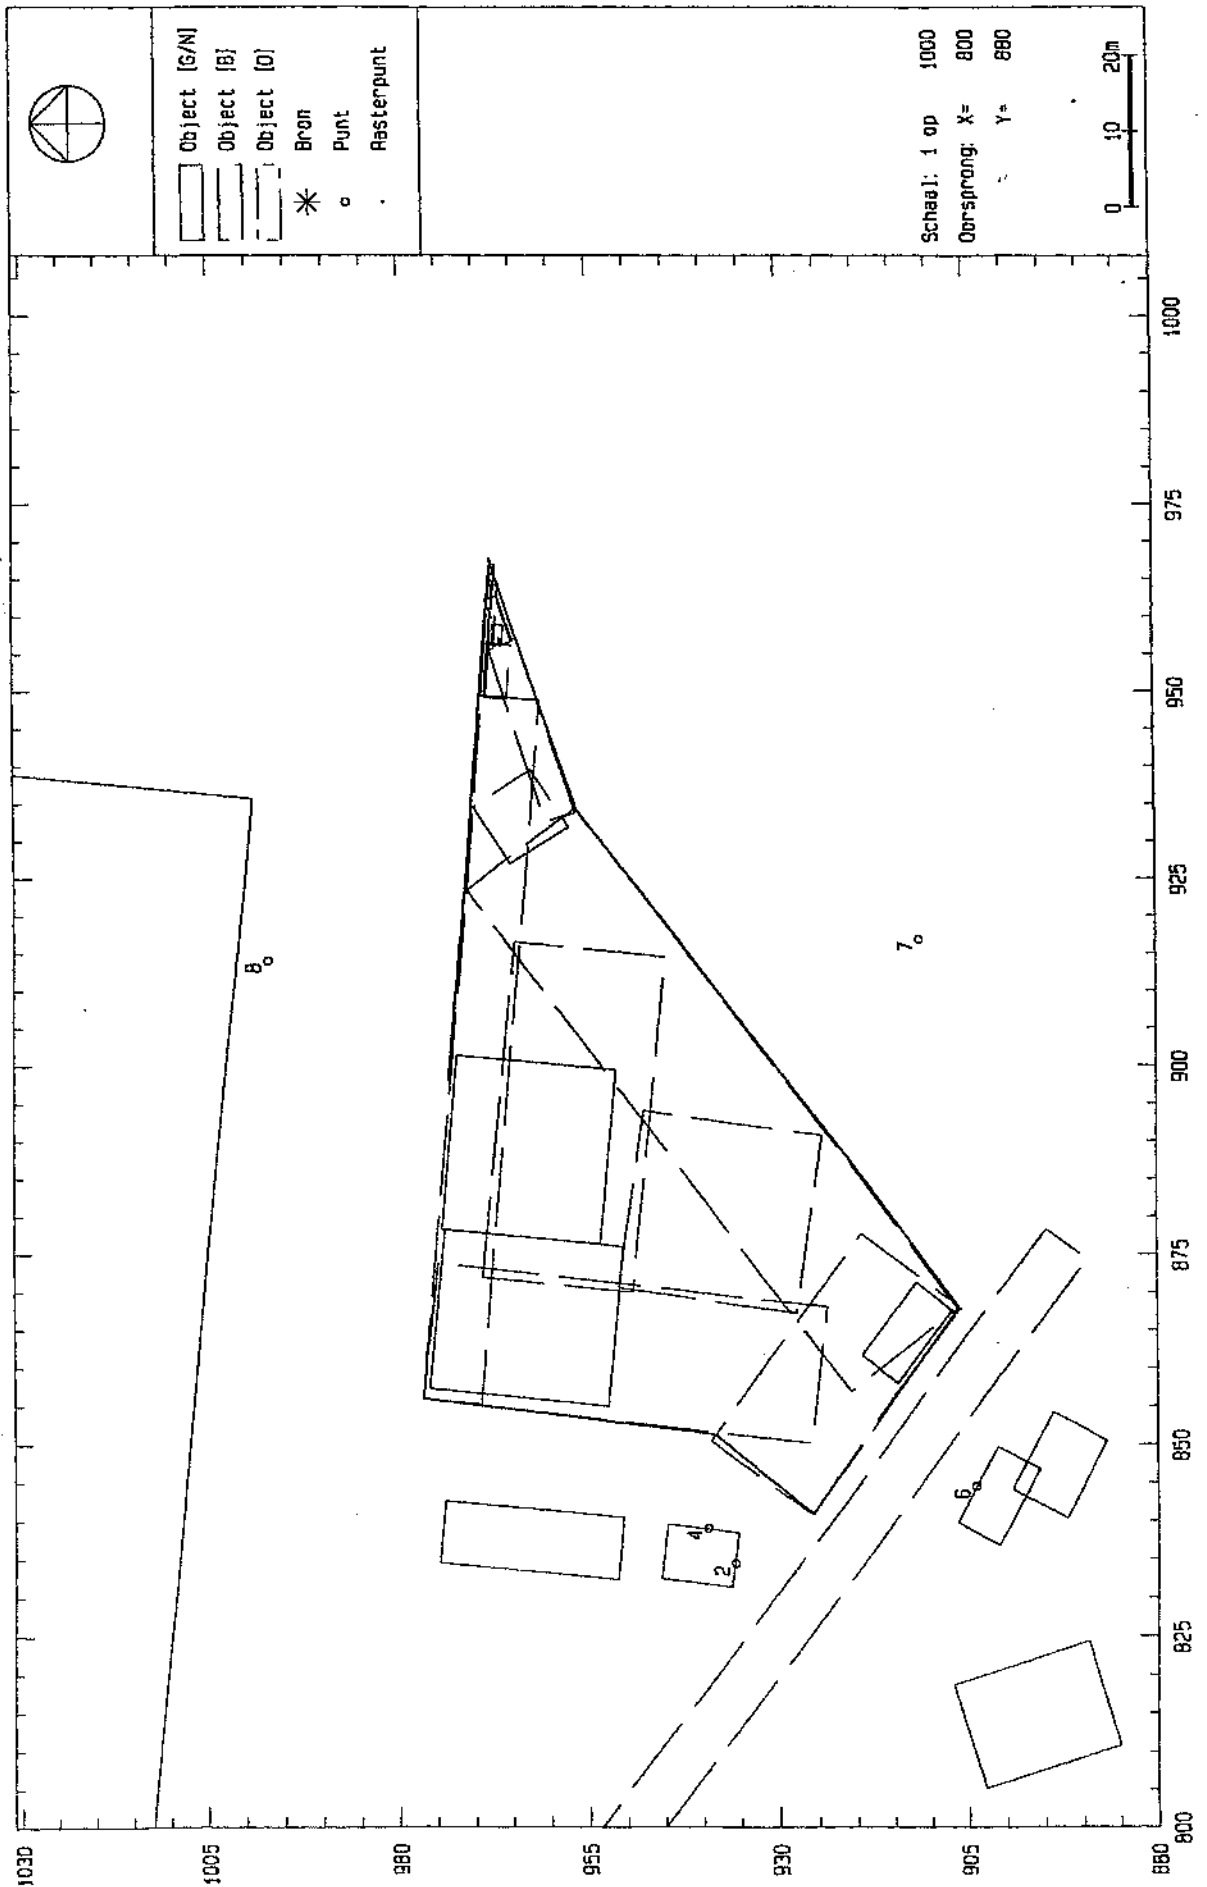 Object [G/N]
Object [B]
Object [O]
Bron
Punt
Rasterpunt
Schaal: 1 op 1000
Oorsprong: X= 800
Y= 880
0 10 20m
1030
1005
980
955
930
905
880
800
825
850
875
900
925
950
975
1000
8
7
6
4
2